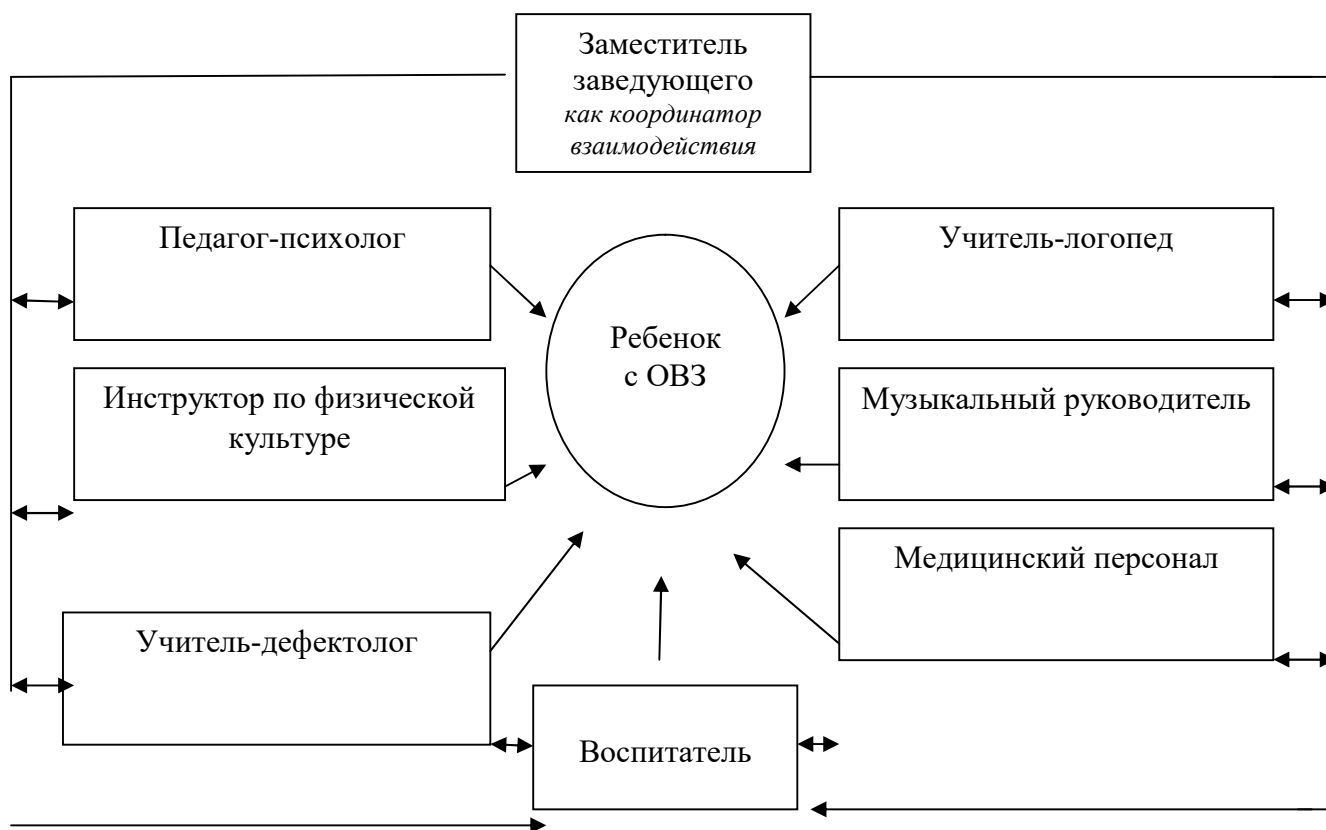 Заместитель
заведующего
как координатор
взаимодействия
Педагог-психолог
Учитель-логопед
Ребенок
с ОВЗ
Инструктор по физической
культуре
Музыкальный руководитель
Медицинский персонал
Учитель-дефектолог
Воспитатель